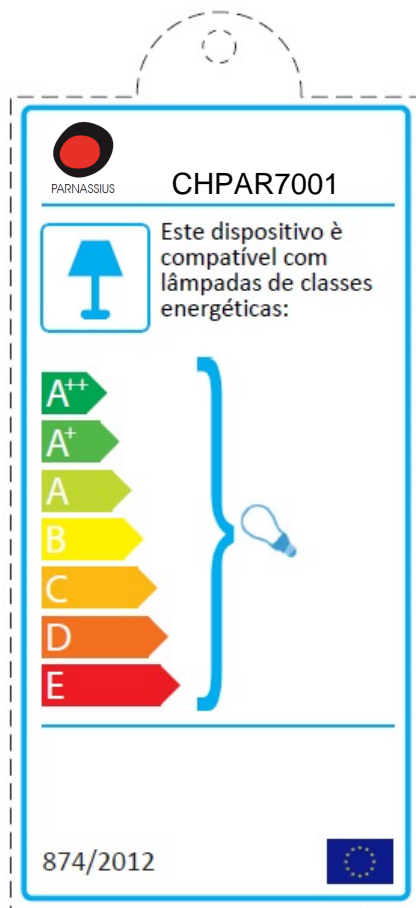 PARNASSIUS
CHPAR7001
Este dispositivo è
compatível com
lâmpadas de classes
energéticas:
A++
A+
A
B
C
D
E
874/2012